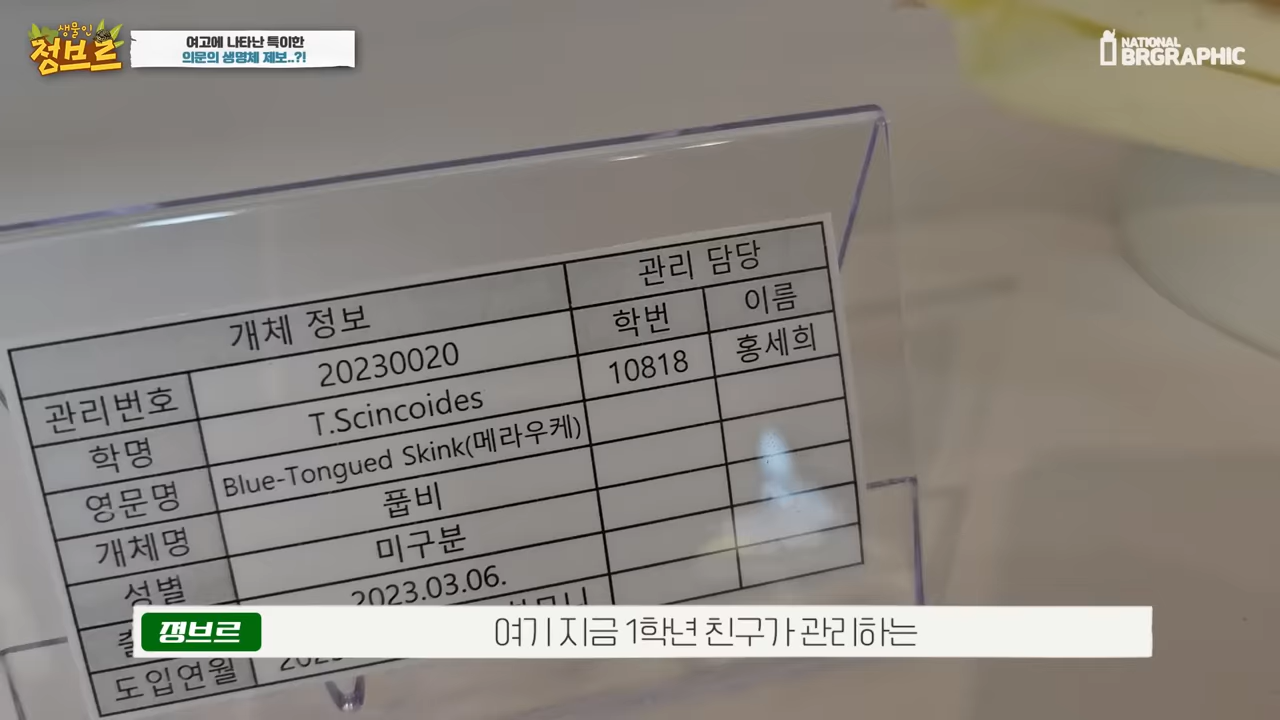 생물인
정브르
여고에 나타난 특이한
의문의 생명체 제보..?!
NATIONAL
BRGRAPHIC
개체 정보 관리 담당
관리번호 20230020 학번 이름
학명 T.Scincoides 10818 홍세희
영문명 Blue-Tongued Skink(메라우케)
개체명 풉비
성별 미구분
2023.03.06.
도입연월
정브르 여기 지금 1학년 친구가 관리하는